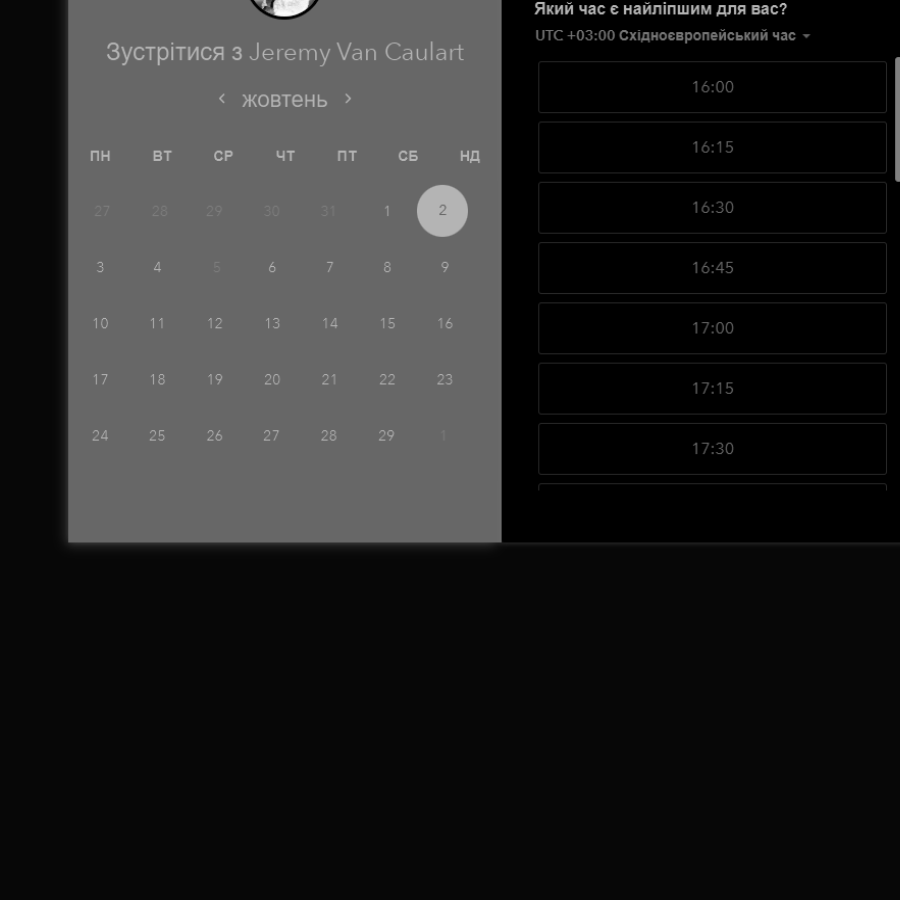 Зустрітися з Jeremy Van Caulart
жовтень
ПН ВТ СР ЧТ ПТ СБ НД
27 28 29 30 31 1 2
3 4 5 6 7 8 9
10 11 12 13 14 15 16
17 18 19 20 21 22 23
24 25 26 27 28 29 1
Який час є найліпшим для вас?
UTC +03:00 Східноєвропейський час
16:00
16:15
16:30
16:45
17:00
17:15
17:30